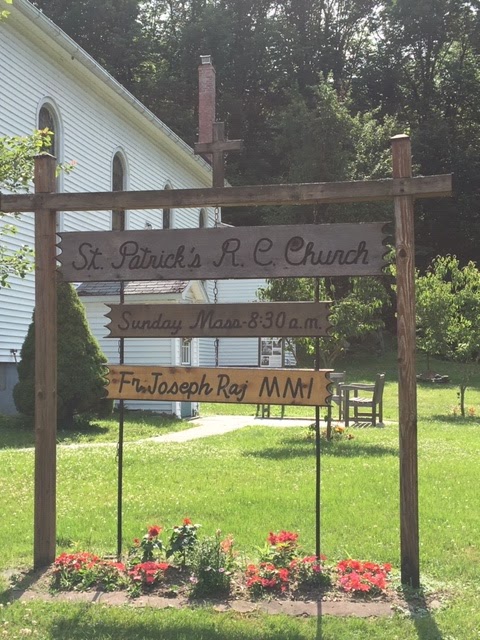 St. Patrick's R. C. Church
Sunday Mass-8:30 a.m.
Fr. Joseph Raj MMI